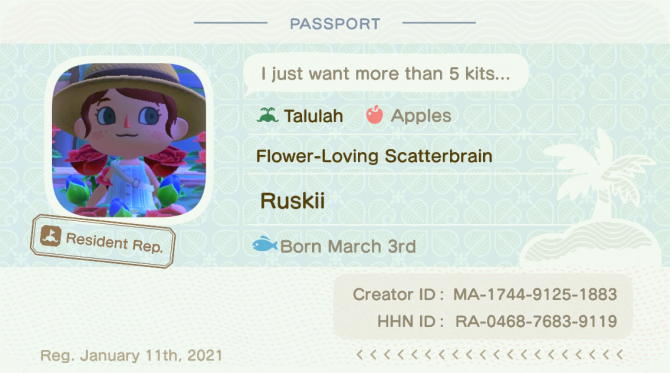 PASSPORT
I just want more than 5 kits...
Talulah Apples
Flower-Loving Scatterbrain
Ruskii
Resident Rep.
Born March 3rd
Creator ID : MA-1744-9125-1883
HHN ID : RA-0468-7683-9119
Reg. January 11th, 2021